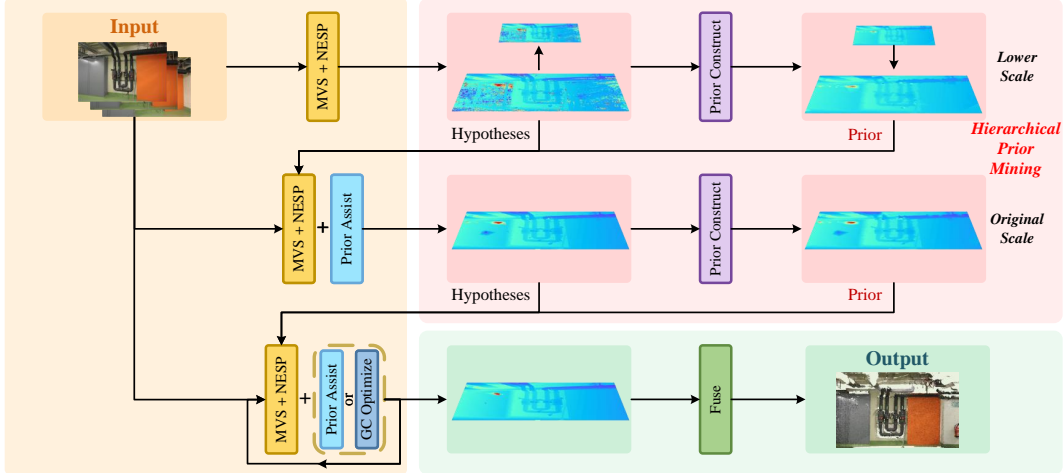 Input
MVS + NESP
Prior Construct
Lower
Scale
Hypotheses
Prior
Hierarchical
Prior
Mining
MVS + NESP
+
Prior Assist
Prior Construct
Original
Scale
Hypotheses
Prior
MVS + NESP
+
Prior Assist
or
GC Optimize
Fuse
Output